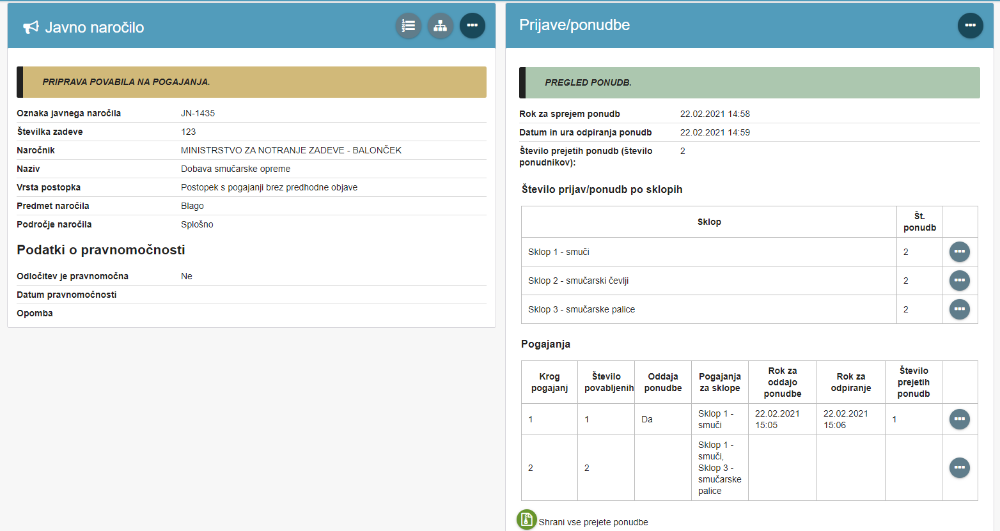 Javno naročilo
PRIPRAVA POVABILA NA POGAJANJA.
Oznaka javnega naročila JN-1435
Številka zadeve 123
Naročnik MINISTRSTVO ZA NOTRANJE ZADEVE - BALONČEK
Naziv Dobava smučarske opreme
Vrsta postopka Postopek s pogajanji brez predhodne objave
Predmet naročila Blago
Področje naročila Splošno
Podatki o pravnomočnosti
Odločitev je pravnomočna Ne
Datum pravnomočnosti
Opomba
Prijave/ponudbe
PREGLED PONUDB.
Rok za sprejem ponudb 22.02.2021 14:58
Datum in ura odpiranja ponudb 22.02.2021 14:59
Število prejetih ponudb (število 2
ponudnikov):
Število prijav/ponudb po sklopih
Sklop
Št.
ponudb
Sklop 1 - smuči 2
Sklop 2 - smučarski čevlji 2
Sklop 3 - smučarske palice 2
Pogajanja
Krog
pogajanj
Število
povabljenih
Oddaja
ponudbe
Pogajanja
za sklope
Rok za
oddajo
ponudbe
Rok za
odpiranje
Število
prejetih
ponudb
1
1
Da
Sklop 1 -
smuči
22.02.2021
15:05
22.02.2021
15:06
1
2
2
Sklop 1 -
smuči,
Sklop 3 -
smučarske
palice
Shrani vse prejete ponudbe